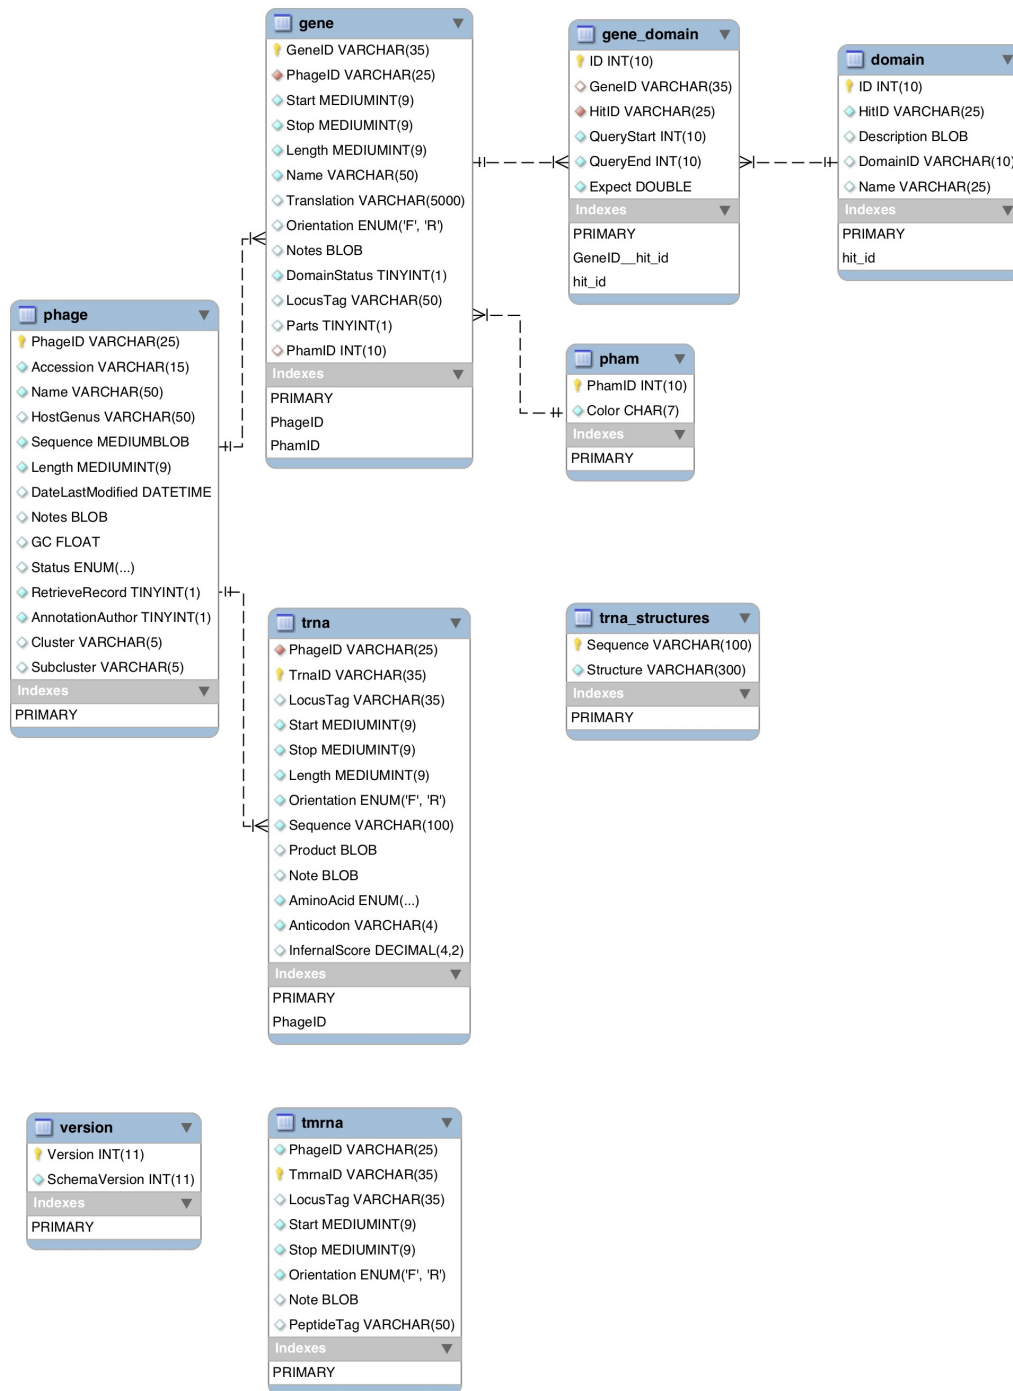 gene
GeneID VARCHAR(35)
PhageID VARCHAR(25)
Start MEDIUMINT(9)
Stop MEDIUMINT(9)
Length MEDIUMINT(9)
Name VARCHAR(50)
Translation VARCHAR(5000)
Orientation ENUM('F', 'R')
Notes BLOB
DomainStatus TINYINT(1)
LocusTag VARCHAR(50)
Parts TINYINT(1)
PhamID INT(10)
Indexes
PRIMARY
PhageID
PhamID
gene_domain
ID INT(10)
GeneID VARCHAR(35)
HitID VARCHAR(25)
QueryStart INT(10)
QueryEnd INT(10)
Expect DOUBLE
Indexes
PRIMARY
GeneID__hit_id
hit_id
domain
ID INT(10)
HitID VARCHAR(25)
Description BLOB
DomainID VARCHAR(10)
Name VARCHAR(25)
Indexes
PRIMARY
hit_id
phage
PhageID VARCHAR(25)
Accession VARCHAR(15)
Name VARCHAR(50)
HostGenus VARCHAR(50)
Sequence MEDIUMBLOB
Length MEDIUMINT(9)
DateLastModified DATETIME
Notes BLOB
GC FLOAT
Status ENUM(...)
RetrieveRecord TINYINT(1)
AnnotationAuthor TINYINT(1)
Cluster VARCHAR(5)
Subcluster VARCHAR(5)
Indexes
PRIMARY
pham
PhamID INT(10)
Color CHAR(7)
Indexes
PRIMARY
trna
PhageID VARCHAR(25)
TrnaID VARCHAR(35)
LocusTag VARCHAR(35)
Start MEDIUMINT(9)
Stop MEDIUMINT(9)
Length MEDIUMINT(9)
Orientation ENUM('F', 'R')
Sequence VARCHAR(100)
Product BLOB
Note BLOB
AminoAcid ENUM(...)
Anticodon VARCHAR(4)
InfernalScore DECIMAL(4,2)
Indexes
PRIMARY
PhageID
trna_structures
Sequence VARCHAR(100)
Structure VARCHAR(300)
Indexes
PRIMARY
version
Version INT(11)
SchemaVersion INT(11)
Indexes
PRIMARY
tmrna
PhageID VARCHAR(25)
TmrnaID VARCHAR(35)
LocusTag VARCHAR(35)
Start MEDIUMINT(9)
Stop MEDIUMINT(9)
Orientation ENUM('F', 'R')
Note BLOB
PeptideTag VARCHAR(50)
Indexes
PRIMARY